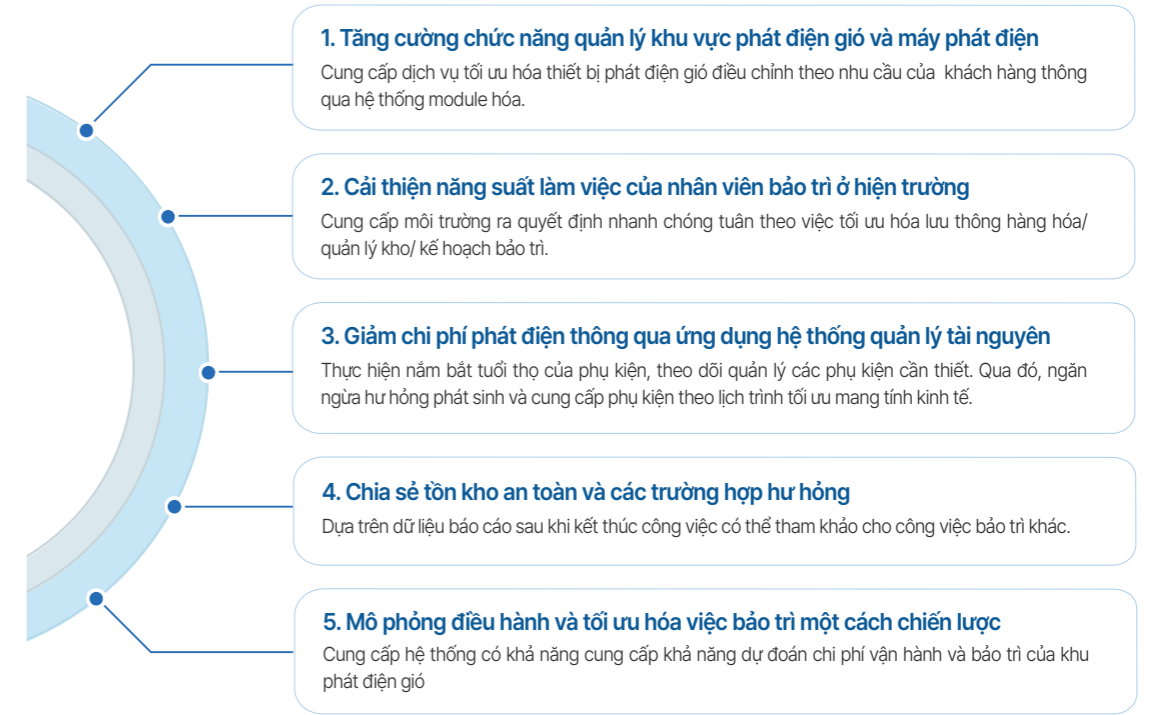 1. Tăng cường chức năng quản lý khu vực phát điện gió và máy phát điện
Cung cấp dịch vụ tối ưu hóa thiết bị phát điện gió điều chỉnh theo nhu cầu của khách hàng thông
qua hệ thống module hóa.
2. Cải thiện năng suất làm việc của nhân viên bảo trì ở hiện trường
Cung cấp môi trường ra quyết định nhanh chóng tuân theo việc tối ưu hóa lưu thông hàng hóa/
quản lý kho/ kế hoạch bảo trì.
3. Giảm chi phí phát điện thông qua ứng dụng hệ thống quản lý tài nguyên
Thực hiện nắm bắt tuổi thọ của phụ kiện, theo dõi quản lý các phụ kiện cần thiết. Qua đó, ngăn
ngừa hư hỏng phát sinh và cung cấp phụ kiện theo lịch trình tối ưu mang tính kinh tế.
4. Chia sẻ tồn kho an toàn và các trường hợp hư hỏng
Dựa trên dữ liệu báo cáo sau khi kết thúc công việc có thể tham khảo cho công việc bảo trì khác.
5. Mô phỏng điều hành và tối ưu hóa việc bảo trì một cách chiến lược
Cung cấp hệ thống có khả năng cung cấp khả năng dự đoán chi phí vận hành và bảo trì của khu
phát điện gió